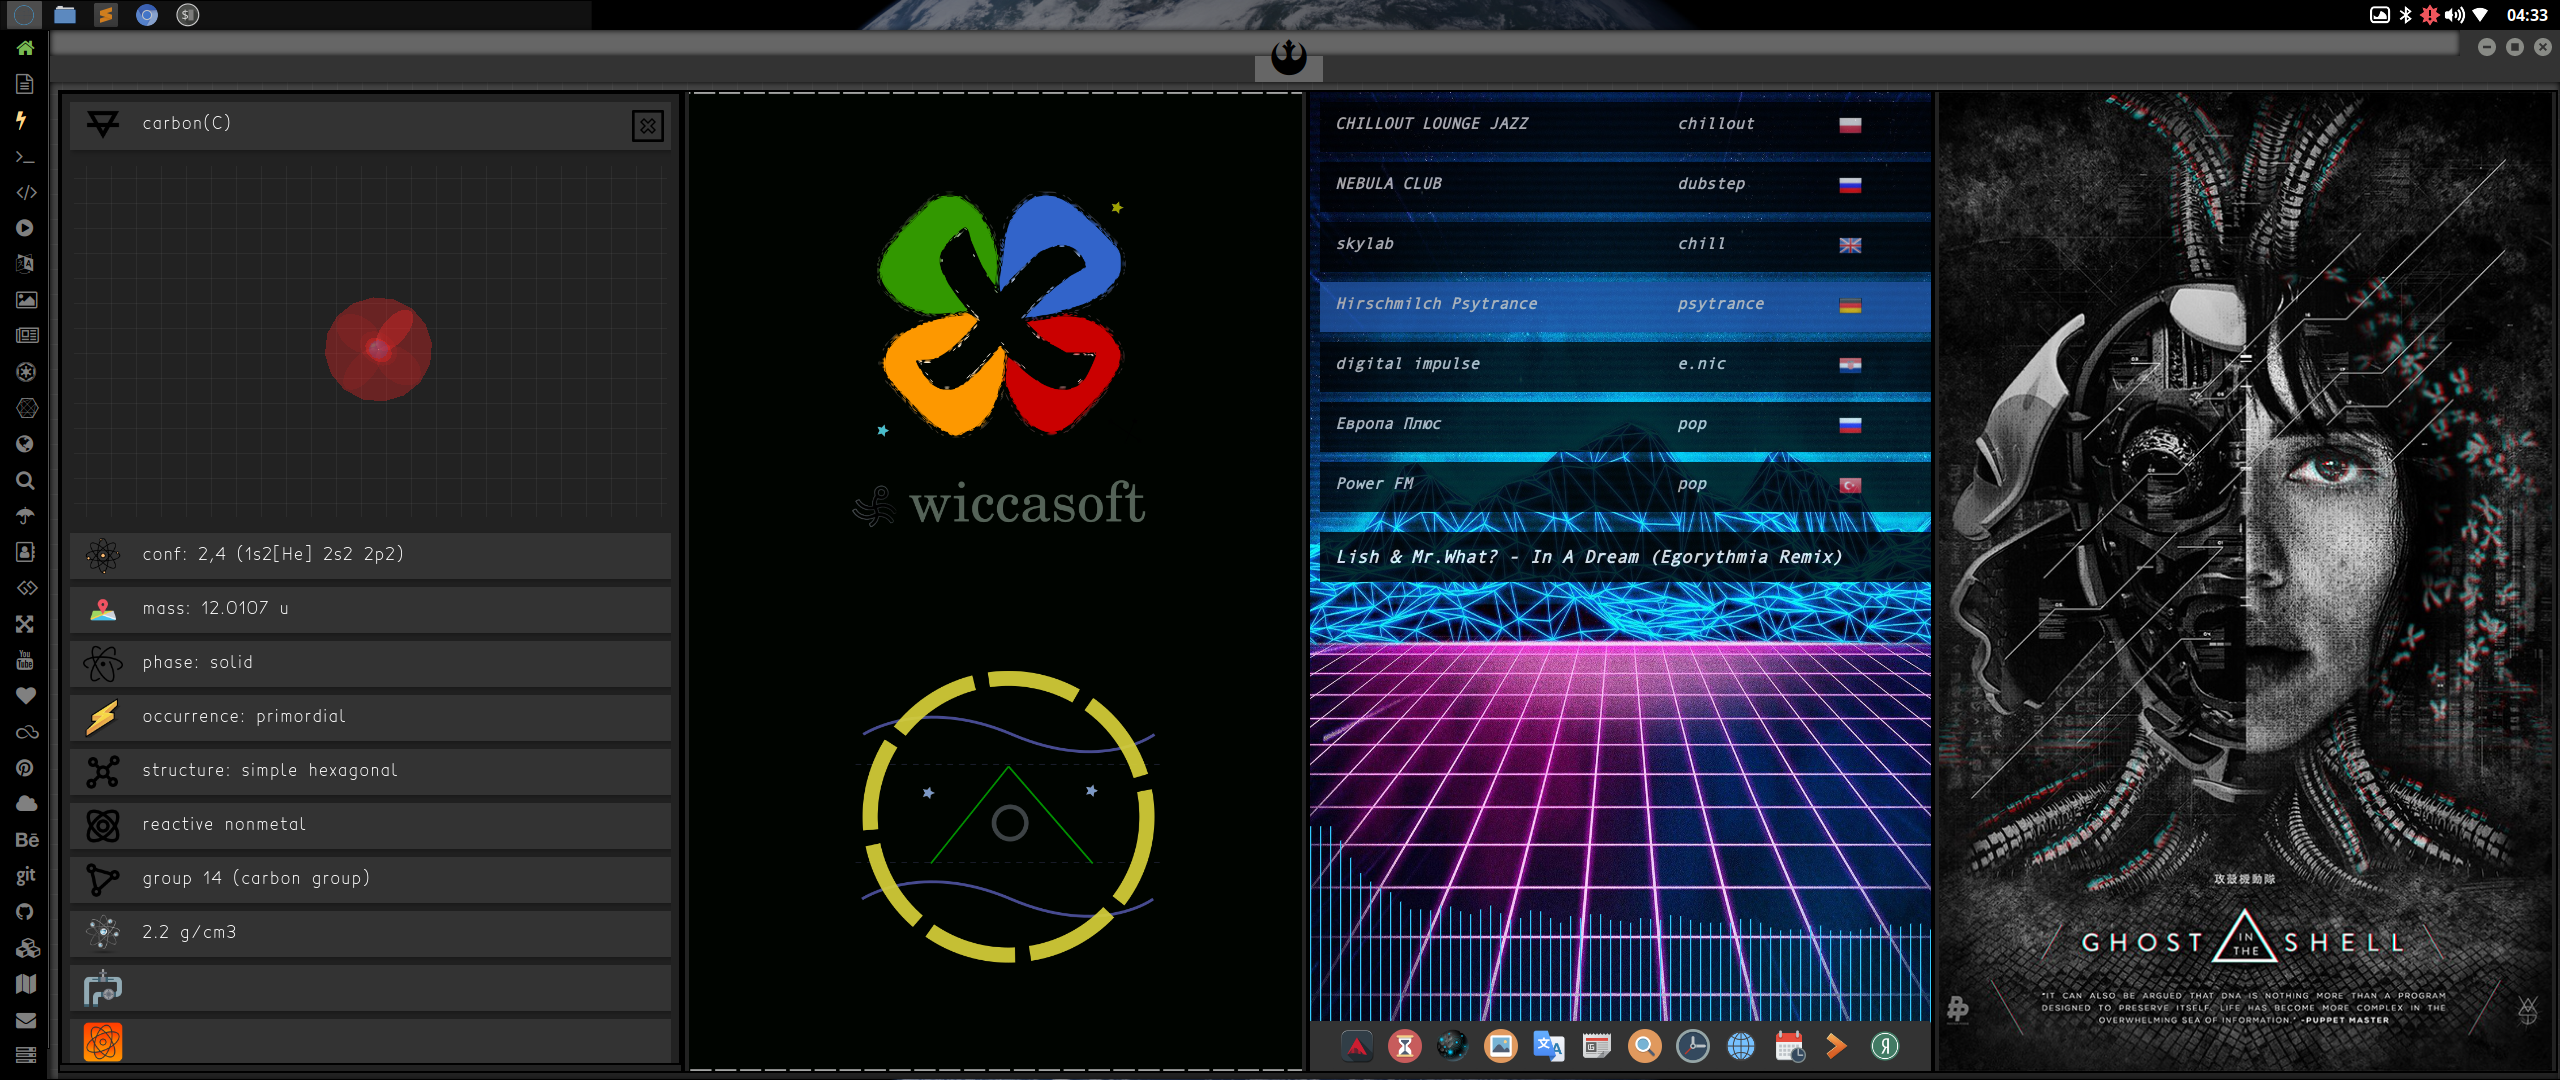 04:33
carbon(C)
conf: 2,4 (1s2[He] 2s2 2p2)
mass: 12.0107 u
phase: solid
occurrence: primordial
structure: simple hexagonal
reactive nonmetal
group 14 (carbon group)
2.2 g/cm3
You
Tube
Bē
git
wiccasoft
CHILLOUT LOUNGE JAZZ chillout
NEBULA CLUB dubstep
skylab chill
Hirschmilch Psytrance psytrance
digital impulse e.nic
Европа Плюс pop
Power FM pop
Lish & Mr.What? - In A Dream (Egorythmia Remix)
攻殻機動隊
GHOST IN THE SHELL
"IT CAN ALSO BE ARGUED THAT DNA IS NOTHING MORE THAN A PROGRAM
DESIGNED TO PRESERVE ITSELF. LIFE HAS BECOME MORE COMPLEX IN THE
OVERWHELMING SEA OF INFORMATION." -PUPPET MASTER